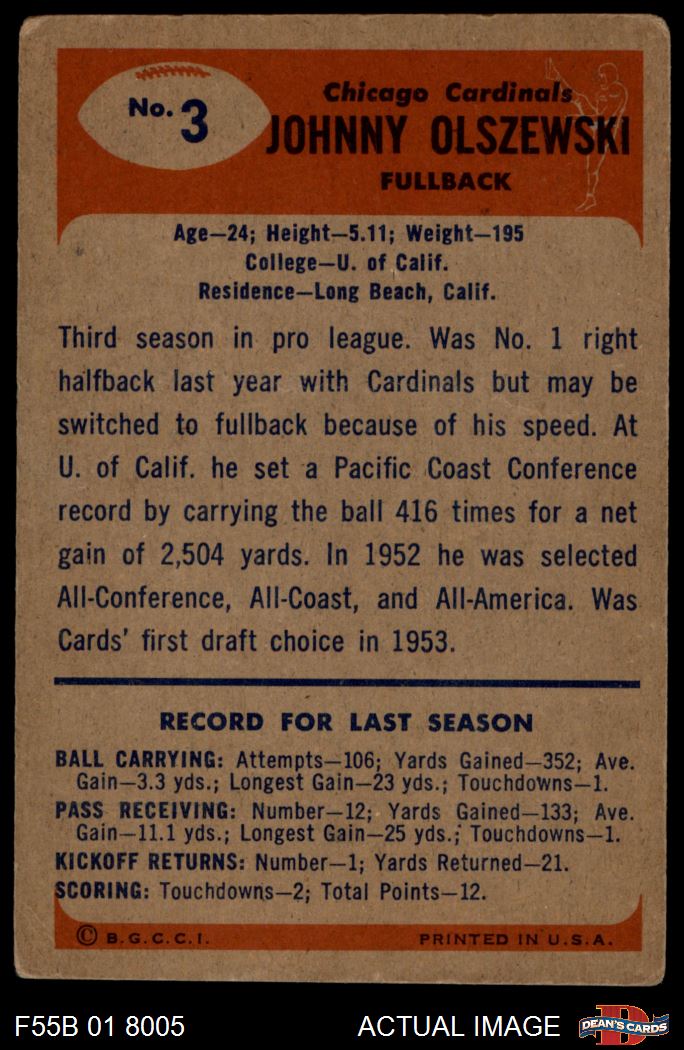 No. 3
Chicago Cardinals
JOHNNY OLSZEWSKI
FULLBACK
Age—24; Height—5.11; Weight—195
College—U. of Calif.
Residence—Long Beach, Calif.
Third season in pro league. Was No. 1 right
halfback last year with Cardinals but may be
switched to fullback because of his speed. At
U. of Calif. he set a Pacific Coast Conference
record by carrying the ball 416 times for a net
gain of 2,504 yards. In 1952 he was selected
All-Conference, All-Coast, and All-America. Was
Cards' first draft choice in 1953.
RECORD FOR LAST SEASON
BALL CARRYING: Attempts—106; Yards Gained—352; Ave.
Gain—3.3 yds.; Longest Gain—23 yds.; Touchdowns—1.
PASS RECEIVING: Number—12; Yards Gained—133; Ave.
Gain—11.1 yds.; Longest Gain—25 yds.; Touchdowns—1.
KICKOFF RETURNS: Number—1; Yards Returned—21.
SCORING: Touchdowns—2; Total Points—12.
© B.G.C.C.I. PRINTED IN U.S.A.
F55B 01 8005 ACTUAL IMAGE D DEAN'S CARDS